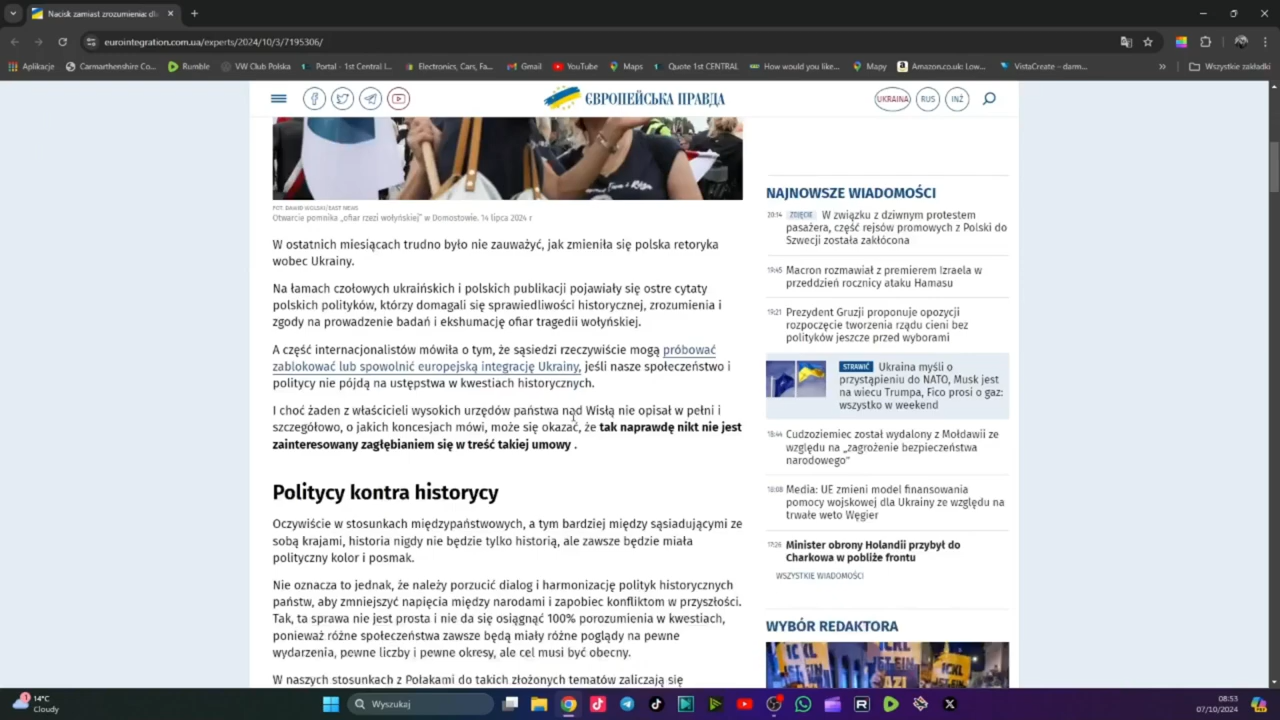 Nacisk zamiast zrozumienia: dl
eurointegration.com.ua/experts/2024/10/3/7195306/
Aplikacje
Carmarthenshire Co...
Rumble
VW Club Polska
Portal - 1st Central I...
Electronics, Cars, Fa...
Gmail
YouTube
Maps
Quote 1st CENTRAL
How would you like...
Mapy
Amazon.co.uk: Low...
VistaCreate – darm...
Wszystkie zakładki
ЄВРОПЕЙСЬКА ПРАВДА
UKRAINA
RUS
INŻ
Otwarcie pomnika „ofiar rzezi wołyńskiej” w Domostowie. 14 lipca 2024 r
W ostatnich miesiącach trudno było nie zauważyć, jak zmieniła się polska retoryka
wobec Ukrainy.
Na łamach czołowych ukraińskich i polskich publikacji pojawiały się ostre cytaty
polskich polityków, którzy domagali się sprawiedliwości historycznej, zrozumienia i
zgody na prowadzenie badań i ekshumację ofiar tragedii wołyńskiej.
A część internacjonalistów mówiła o tym, że sąsiedzi rzeczywiście mogą próbować
zablokować lub spowolnić europejską integrację Ukrainy, jeśli nasze społeczeństwo i
politycy nie pójdą na ustępstwa w kwestiach historycznych.
I choć żaden z właścicieli wysokich urzędów państwa nad Wisłą nie opisał w pełni i
szczegółowo, o jakich koncesjach mówi, może się okazać, że tak naprawdę nikt nie jest
zainteresowany zagłębianiem się w treść takiej umowy .
Politycy kontra historycy
Oczywiście w stosunkach międzypaństwowych, a tym bardziej między sąsiadującymi ze
sobą krajami, historia nigdy nie będzie tylko historią, ale zawsze będzie miała
polityczny kolor i posmak.
Nie oznacza to jednak, że należy porzucić dialog i harmonizację polityk historycznych
państw, aby zmniejszyć napięcia między narodami i zapobiec konfliktom w przyszłości.
Tak, ta sprawa nie jest prosta i nie da się osiągnąć 100% porozumienia w kwestiach,
ponieważ różne społeczeństwa zawsze będą miały różne poglądy na pewne
wydarzenia, pewne liczby i pewne okresy, ale cel musi być obecny.
W naszych stosunkach z Polakami do takich złożonych tematów zaliczają się
NAJNOWSZE WIADOMOŚCI
20:14 ZDJĘCIE W związku z dziwnym protestem
pasażera, część rejsów promowych z Polski do
Szwecji została zakłócona
19:45 Macron rozmawiał z premierem Izraela w
przeddzień rocznicy ataku Hamasu
19:21 Prezydent Gruzji proponuje opozycji
rozpoczęcie tworzenia rządu cieni bez
polityków jeszcze przed wyborami
STRAWIĆ Ukraina myśli o
przystąpieniu do NATO, Musk jest
na wiecu Trumpa, Fico prosi o gaz:
wszystko w weekend
18:44 Cudzoziemiec został wydalony z Mołdawii ze
względu na „zagrożenie bezpieczeństwa
narodowego”
18:08 Media: UE zmieni model finansowania
pomocy wojskowej dla Ukrainy ze względu na
trwałe weto Węgier
17:26 Minister obrony Holandii przybył do
Charkowa w pobliże frontu
WSZYSTKIE WIADOMOŚCI
WYBÓR REDAKTORA
14°C
Cloudy
Wyszukaj
08:53
07/10/2024